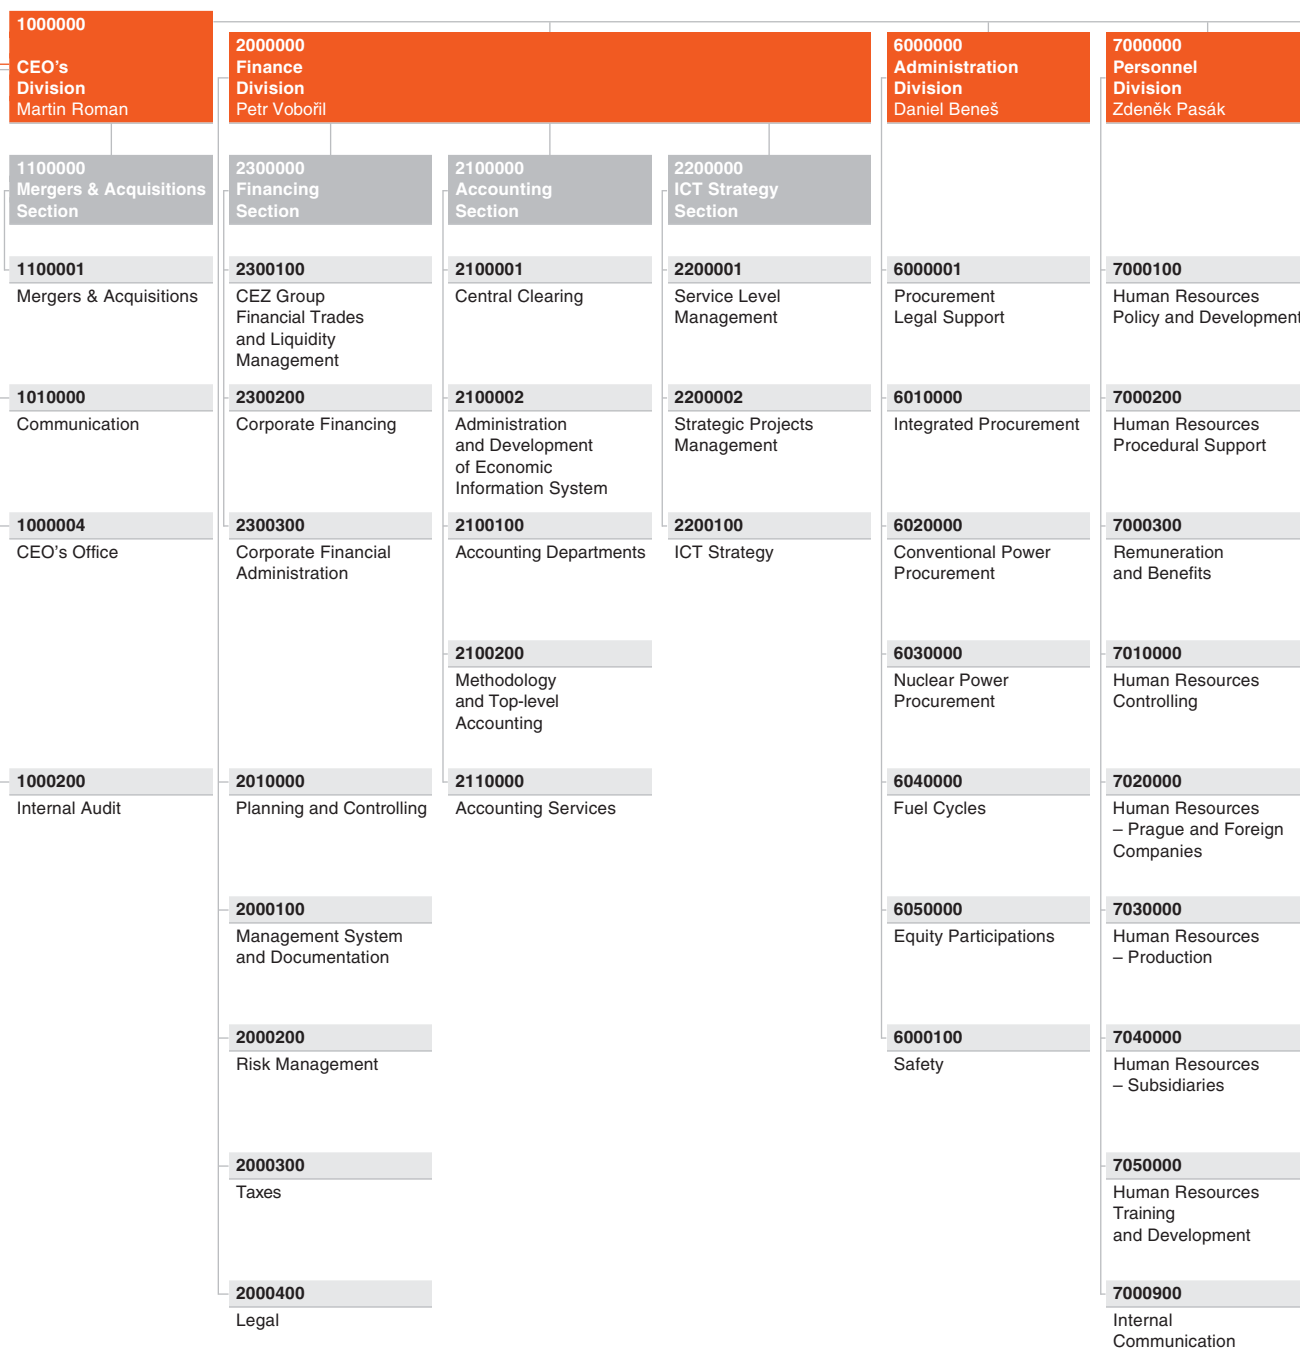 1000000
CEO's
Division
Martin Roman
1100000
Mergers & Acquisitions
Section
1100001
Mergers & Acquisitions
1010000
Communication
1000004
CEO's Office
1000200
Internal Audit
2000000
Finance
Division
Petr Vobořil
2300000
Financing
Section
2300100
CEZ Group
Financial Trades
and Liquidity
Management
2300200
Corporate Financing
2300300
Corporate Financial
Administration
2010000
Planning and Controlling
2000100
Management System
and Documentation
2000200
Risk Management
2000300
Taxes
2000400
Legal
2100000
Accounting
Section
2100001
Central Clearing
2100002
Administration
and Development
of Economic
Information System
2100100
Accounting Departments
2100200
Methodology
and Top-level
Accounting
2110000
Accounting Services
2200000
ICT Strategy
Section
2200001
Service Level
Management
2200002
Strategic Projects
Management
2200100
ICT Strategy
6000000
Administration
Division
Daniel Beneš
6000001
Procurement
Legal Support
6010000
Integrated Procurement
6020000
Conventional Power
Procurement
6030000
Nuclear Power
Procurement
6040000
Fuel Cycles
6050000
Equity Participations
6000100
Safety
7000000
Personnel
Division
Zdeněk Pasák
7000100
Human Resources
Policy and Development
7000200
Human Resources
Procedural Support
7000300
Remuneration
and Benefits
7010000
Human Resources
Controlling
7020000
Human Resources
– Prague and Foreign
Companies
7030000
Human Resources
– Production
7040000
Human Resources
– Subsidiaries
7050000
Human Resources
Training
and Development
7000900
Internal
Communication